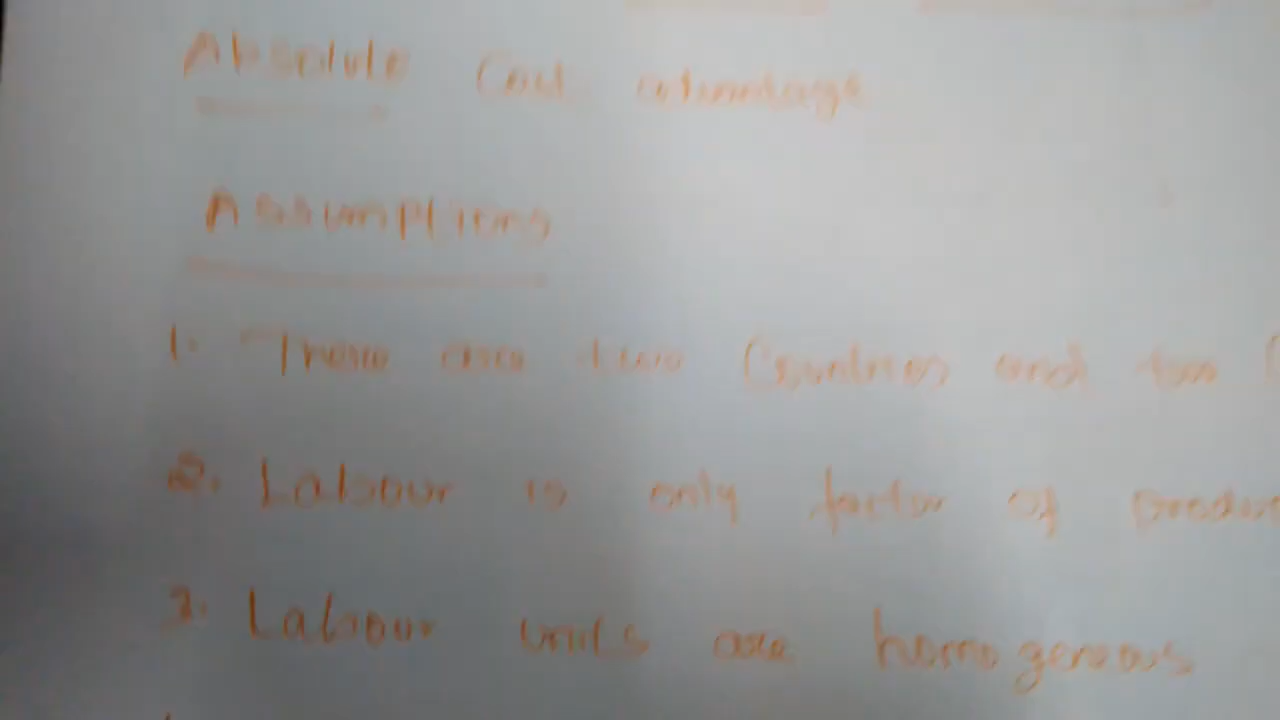 Absolute Cost advantage
Assumptions
1. There are two Countries and two
2. Labour is only factor of produc
3. Labour units are homogeneous